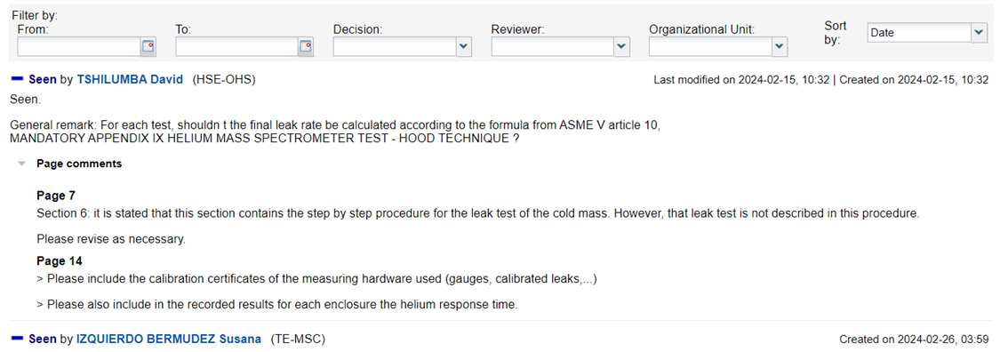 Filter by:
From: To: Decision: Reviewer: Organizational Unit: Sort by: Date
Seen by TSHILUMBA David (HSE-OHS) Last modified on 2024-02-15, 10:32 | Created on 2024-02-15, 10:32
Seen.
General remark: For each test, shouldn t the final leak rate be calculated according to the formula from ASME V article 10,
MANDATORY APPENDIX IX HELIUM MASS SPECTROMETER TEST - HOOD TECHNIQUE ?
Page comments
Page 7
Section 6: it is stated that this section contains the step by step procedure for the leak test of the cold mass. However, that leak test is not described in this procedure.
Please revise as necessary.
Page 14
> Please include the calibration certificates of the measuring hardware used (gauges, calibrated leaks,...)
> Please also include in the recorded results for each enclosure the helium response time.
Seen by IZQUIERDO BERMUDEZ Susana (TE-MSC) Created on 2024-02-26, 03:59